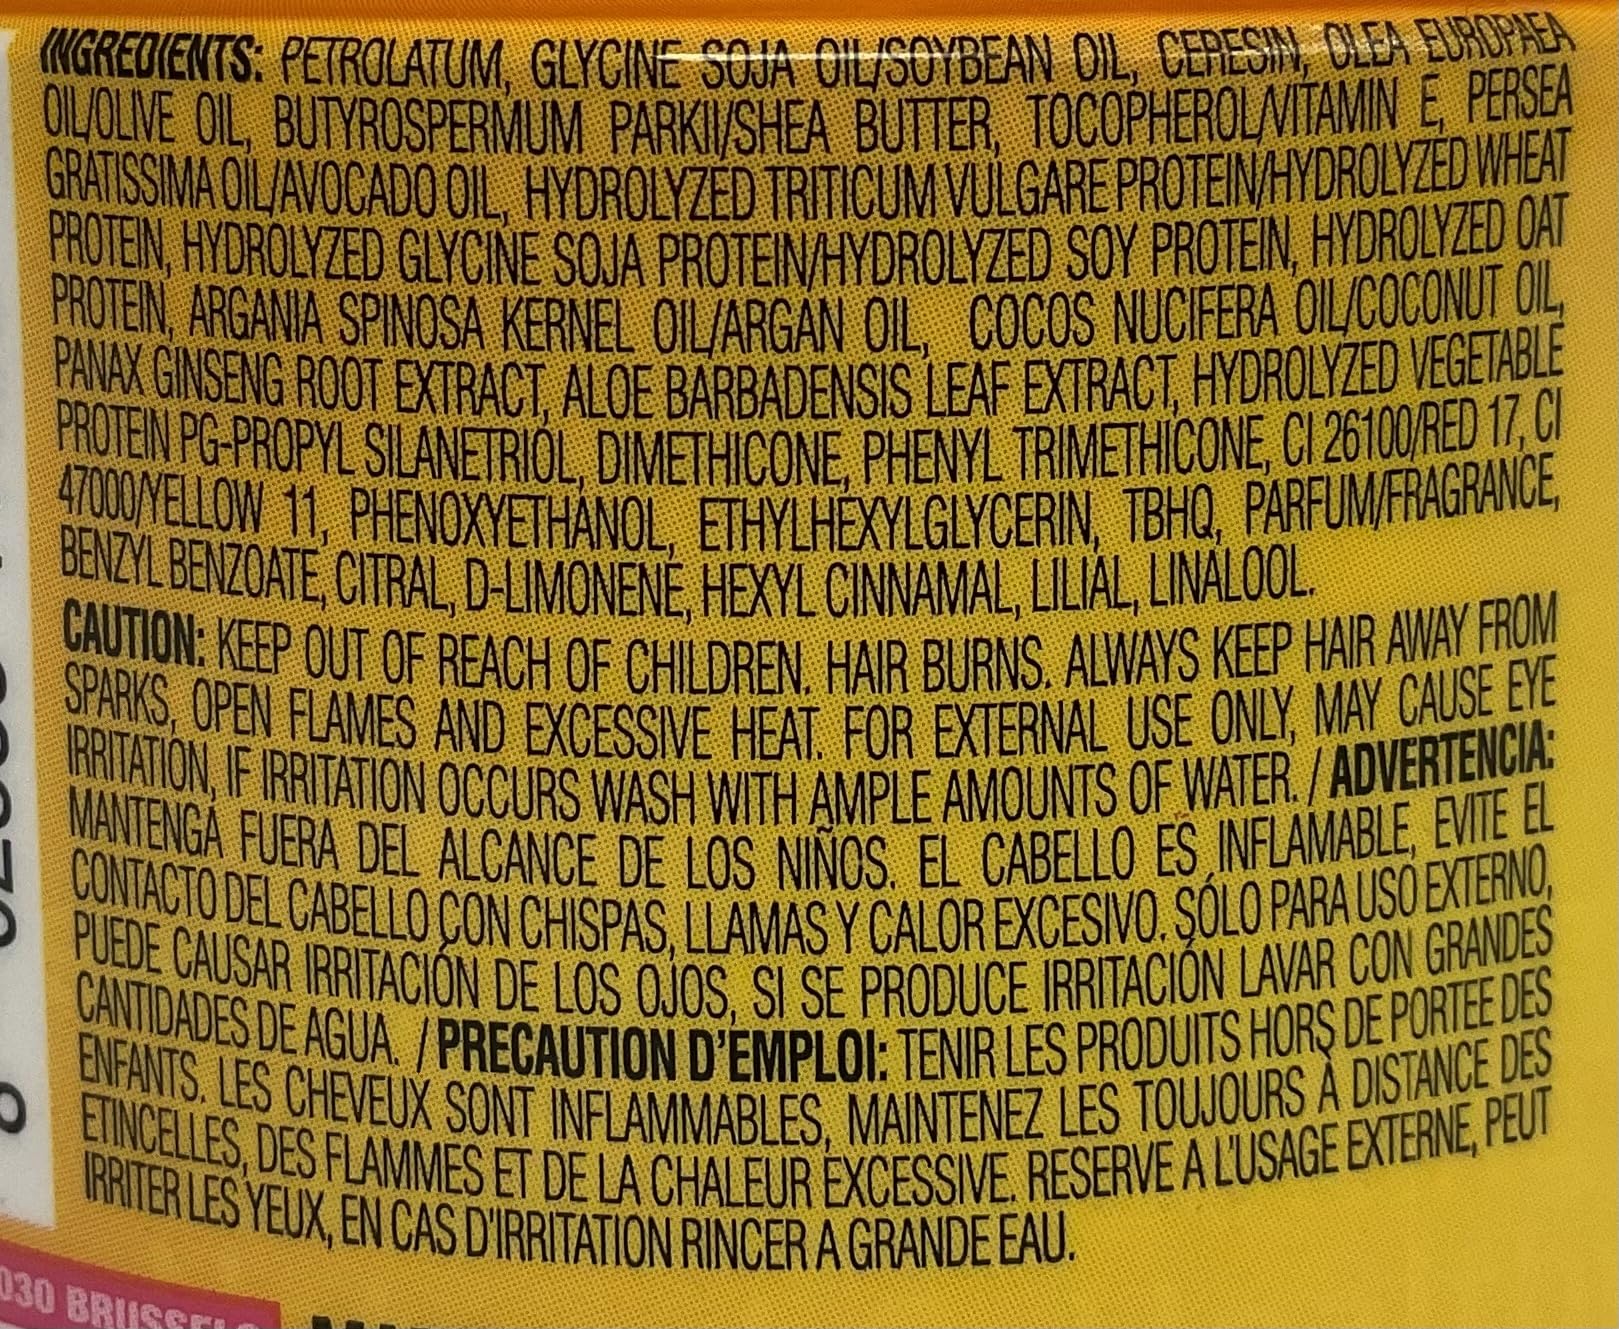 INGREDIENTS: PETROLATUM, GLYCINE SOJA OIL/SOYBEAN OIL, CERESIN, OLEA EUROPAEA
OIL/OLIVE OIL, BUTYROSPERMUM PARKII/SHEA BUTTER, TOCOPHEROL/VITAMIN E, PERSEA
GRATISSIMA OIL/AVOCADO OIL, HYDROLYZED TRITICUM VULGARE PROTEIN/HYDROLYZED WHEAT
PROTEIN, HYDROLYZED GLYCINE SOJA PROTEIN/HYDROLYZED SOY PROTEIN, HYDROLYZED OAT
PROTEIN, ARGANIA SPINOSA KERNEL OIL/ARGAN OIL, COCOS NUCIFERA OIL/COCONUT OIL,
PANAX GINSENG ROOT EXTRACT, ALOE BARBADENSIS LEAF EXTRACT, HYDROLYZED VEGETABLE
PROTEIN PG-PROPYL SILANETRIOL, DIMETHICONE, PHENYL TRIMETHICONE, CI 26100/RED 17, CI
47000/YELLOW 11, PHENOXYETHANOL, ETHYLHEXYLGLYCERIN, TBHQ, PARFUM/FRAGRANCE,
BENZYL BENZOATE, CITRAL, D-LIMONENE, HEXYL CINNAMAL, LILIAL, LINALOOL.
CAUTION: KEEP OUT OF REACH OF CHILDREN. HAIR BURNS. ALWAYS KEEP HAIR AWAY FROM
SPARKS, OPEN FLAMES AND EXCESSIVE HEAT. FOR EXTERNAL USE ONLY, MAY CAUSE EYE
IRRITATION, IF IRRITATION OCCURS WASH WITH AMPLE AMOUNTS OF WATER. / ADVERTENCIA:
MANTENGA FUERA DEL ALCANCE DE LOS NIÑOS. EL CABELLO ES INFLAMABLE, EVITE EL
CONTACTO DEL CABELLO CON CHISPAS, LLAMAS Y CALOR EXCESIVO. SÓLO PARA USO EXTERNO,
PUEDE CAUSAR IRRITACIÓN DE LOS OJOS, SI SE PRODUCE IRRITACIÓN LAVAR CON GRANDES
CANTIDADES DE AGUA. / PRECAUTION D'EMPLOI: TENIR LES PRODUITS HORS DE PORTEE DES
ENFANTS. LES CHEVEUX SONT INFLAMMABLES, MAINTENEZ LES TOUJOURS À DISTANCE DES
ETINCELLES, DES FLAMMES ET DE LA CHALEUR EXCESSIVE. RESERVE A L'USAGE EXTERNE, PEUT
IRRITER LES YEUX, EN CAS D'IRRITATION RINCER A GRANDE EAU.
030 BRUSSELS